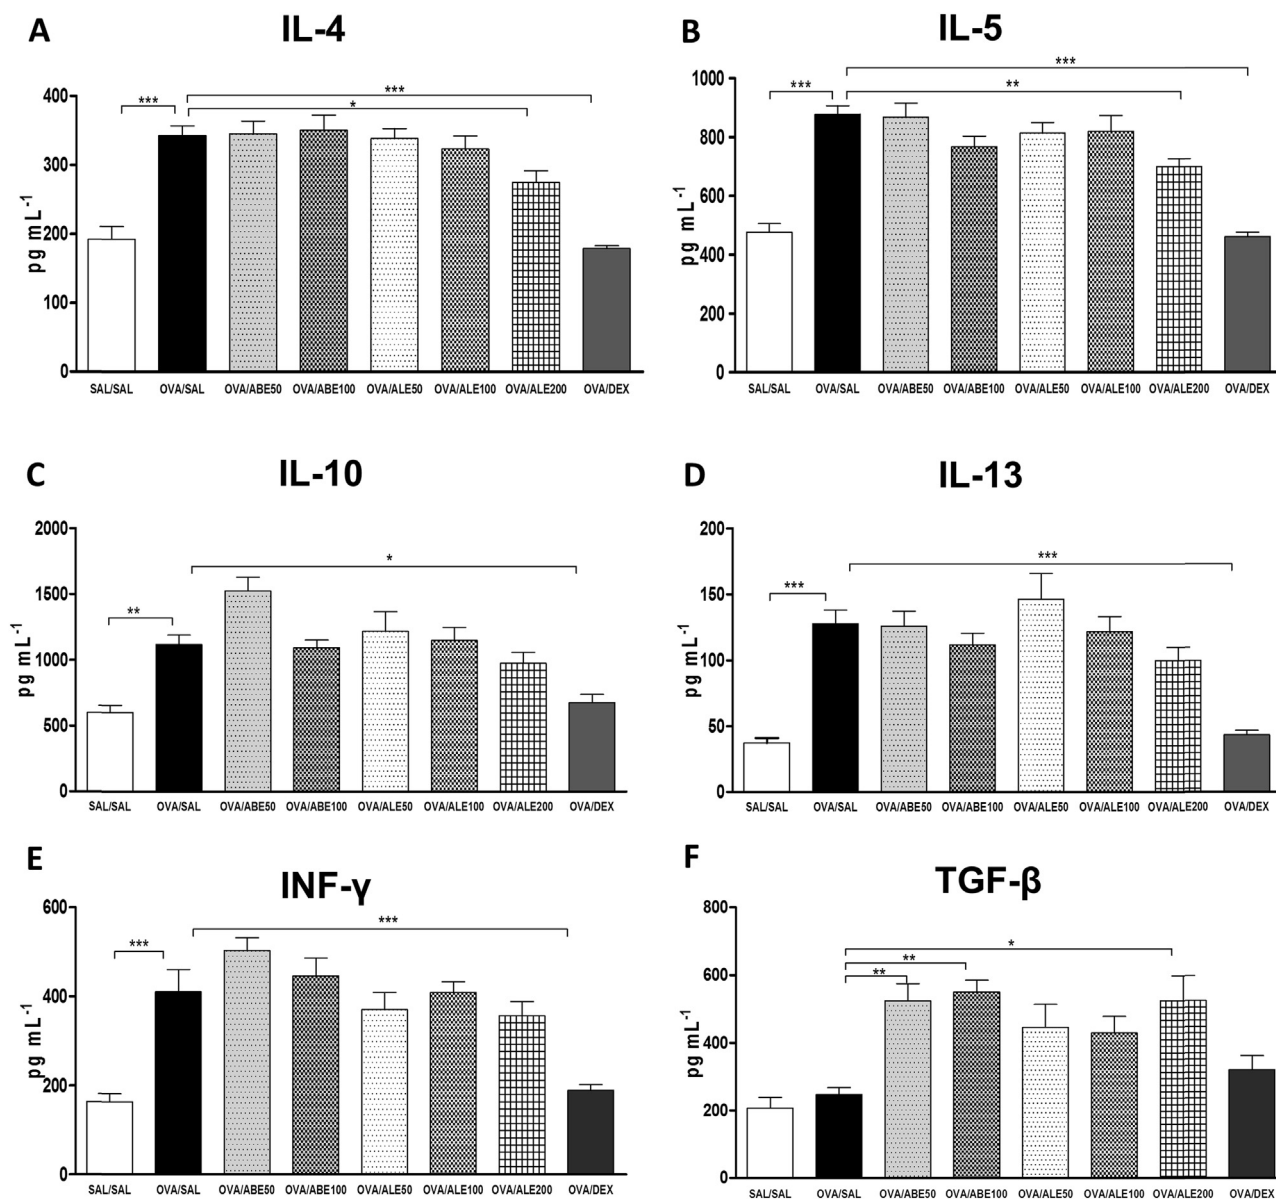 A IL-4
***
***
*
pg mL-1
400
300
200
100
0
SAL/SAL OVA/SAL OVA/ABE50 OVA/ABE100 OVA/ALE50 OVA/ALE100 OVA/ALE200 OVA/DEX
B IL-5
***
***
**
pg mL-1
1000
800
600
400
200
0
SAL/SAL OVA/SAL OVA/ABE50 OVA/ABE100 OVA/ALE50 OVA/ALE100 OVA/ALE200 OVA/DEX
C IL-10
*
**
pg mL-1
2000
1500
1000
500
0
SAL/SAL OVA/SAL OVA/ABE50 OVA/ABE100 OVA/ALE50 OVA/ALE100 OVA/ALE200 OVA/DEX
D IL-13
***
***
pg mL-1
200
150
100
50
0
SAL/SAL OVA/SAL OVA/ABE50 OVA/ABE100 OVA/ALE50 OVA/ALE100 OVA/ALE200 OVA/DEX
E INF-γ
***
***
pg mL-1
600
400
200
0
SAL/SAL OVA/SAL OVA/ABE50 OVA/ABE100 OVA/ALE50 OVA/ALE100 OVA/ALE200 OVA/DEX
F TGF-β
*
**
**
pg mL-1
800
600
400
200
0
SAL/SAL OVA/SAL OVA/ABE50 OVA/ABE100 OVA/ALE50 OVA/ALE100 OVA/ALE200 OVA/DEX